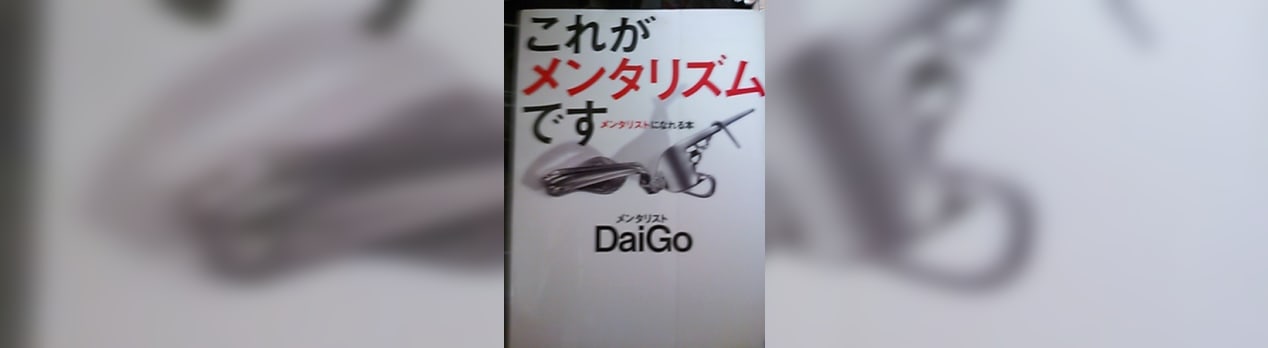 これが
メンタリズム
です
メンタリストになれる本
メンタリスト
DaiGo